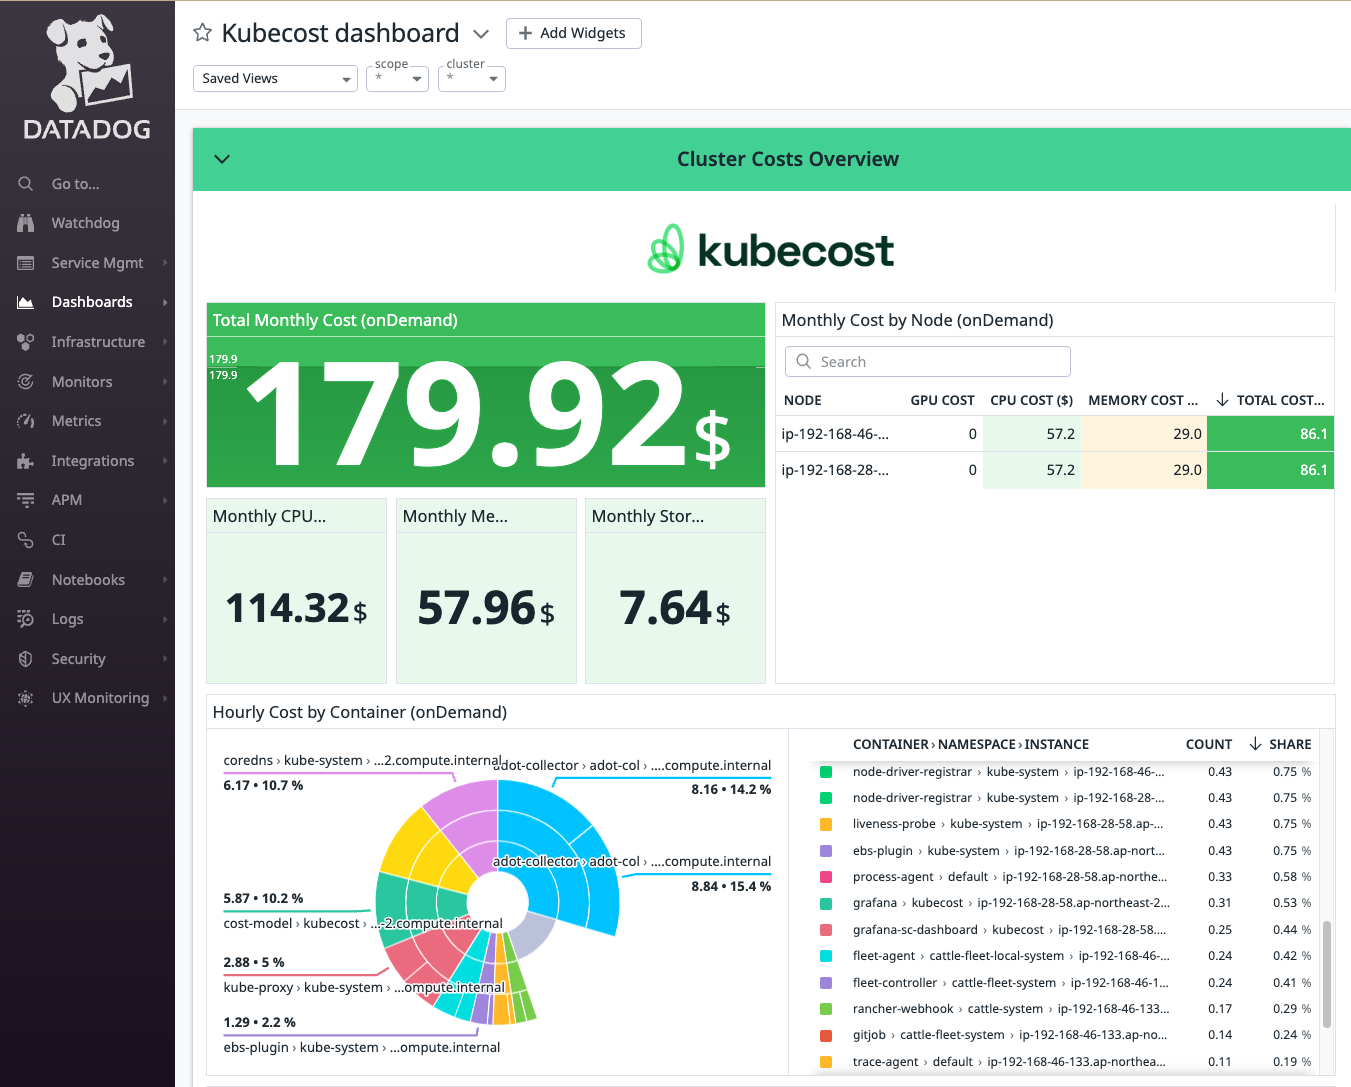 DATADOG
Go to...
Watchdog
Service Mgmt
Dashboards
Infrastructure
Monitors
Metrics
Integrations
APM
CI
Notebooks
Logs
Security
UX Monitoring
Kubecost dashboard
Add Widgets
Saved Views
scope
*
cluster
*
Cluster Costs Overview
kubecost
Total Monthly Cost (onDemand)
179.9
179.9
179.92$
Monthly CPU...
114.32$
Monthly Me...
57.96$
Monthly Stor...
7.64$
Monthly Cost by Node (onDemand)
Search
NODE GPU COST CPU COST ($) MEMORY COST ... TOTAL COST...
ip-192-168-46-... 0 57.2 29.0 86.1
ip-192-168-28-... 0 57.2 29.0 86.1
Hourly Cost by Container (onDemand)
coredns › kube-system › ...2.compute.internal
6.17 • 10.7 %
adot-collector › adot-col › ....compute.internal
8.16 • 14.2 %
adot-collector › adot-col › ....compute.internal
8.84 • 15.4 %
5.87 • 10.2 %
cost-model › kubecost › ...-2.compute.internal
2.88 • 5 %
kube-proxy › kube-system › ...ompute.internal
1.29 • 2.2 %
ebs-plugin › kube-system › ...ompute.internal
CONTAINER › NAMESPACE › INSTANCE COUNT SHARE
node-driver-registrar › kube-system › ip-192-168-46-... 0.43 0.75 %
node-driver-registrar › kube-system › ip-192-168-28-... 0.43 0.75 %
liveness-probe › kube-system › ip-192-168-28-58.ap-... 0.43 0.75 %
ebs-plugin › kube-system › ip-192-168-28-58.ap-nort... 0.43 0.75 %
process-agent › default › ip-192-168-28-58.ap-northe... 0.33 0.58 %
grafana › kubecost › ip-192-168-28-58.ap-northeast-2... 0.31 0.53 %
grafana-sc-dashboard › kubecost › ip-192-168-28-58.... 0.25 0.44 %
fleet-agent › cattle-fleet-local-system › ip-192-168-46-... 0.24 0.42 %
fleet-controller › cattle-fleet-system › ip-192-168-46-1... 0.24 0.41 %
rancher-webhook › cattle-system › ip-192-168-46-133... 0.17 0.29 %
gitjob › cattle-fleet-system › ip-192-168-46-133.ap-no... 0.14 0.24 %
trace-agent › default › ip-192-168-46-133.ap-northea... 0.11 0.19 %